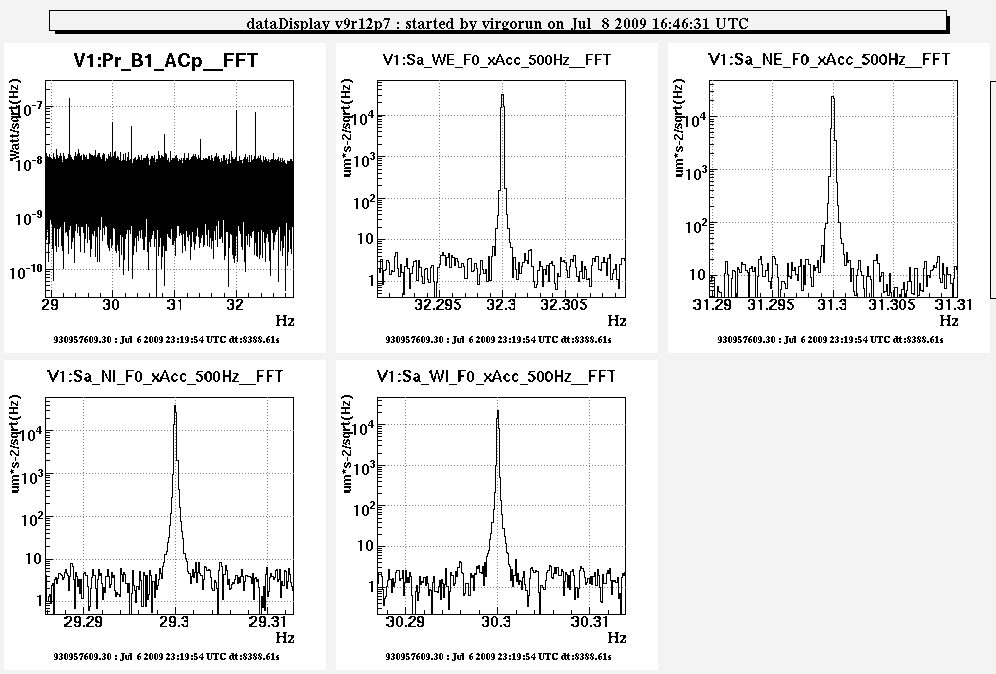 dataDisplay v9r12p7 : started by virgorun on Jul 8 2009 16:46:31 UTC
V1:Pr_B1_ACp__FFT
Watt/sqrt(Hz)
10^-7
10^-8
10^-9
10^-10
29 30 31 32
Hz
930957609.30 : Jul 6 2009 23:19:54 UTC dt:8388.61s
V1:Sa_WE_F0_xAcc_500Hz__FFT
um*s-2/sqrt(Hz)
10^4
10^3
10^2
10
1
32.295 32.3 32.305
Hz
930957609.30 : Jul 6 2009 23:19:54 UTC dt:8388.61s
V1:Sa_NE_F0_xAcc_500Hz__FFT
um*s-2/sqrt(Hz)
10^4
10^3
10^2
10
31.29 31.295 31.3 31.305 31.31
Hz
930957609.30 : Jul 6 2009 23:19:54 UTC dt:8388.61s
V1:Sa_NI_F0_xAcc_500Hz__FFT
um*s-2/sqrt(Hz)
10^4
10^3
10^2
10
1
29.29 29.3 29.31
Hz
930957609.30 : Jul 6 2009 23:19:54 UTC dt:8388.61s
V1:Sa_WI_F0_xAcc_500Hz__FFT
um*s-2/sqrt(Hz)
10^4
10^3
10^2
10
1
30.29 30.3 30.31
Hz
930957609.30 : Jul 6 2009 23:19:54 UTC dt:8388.61s